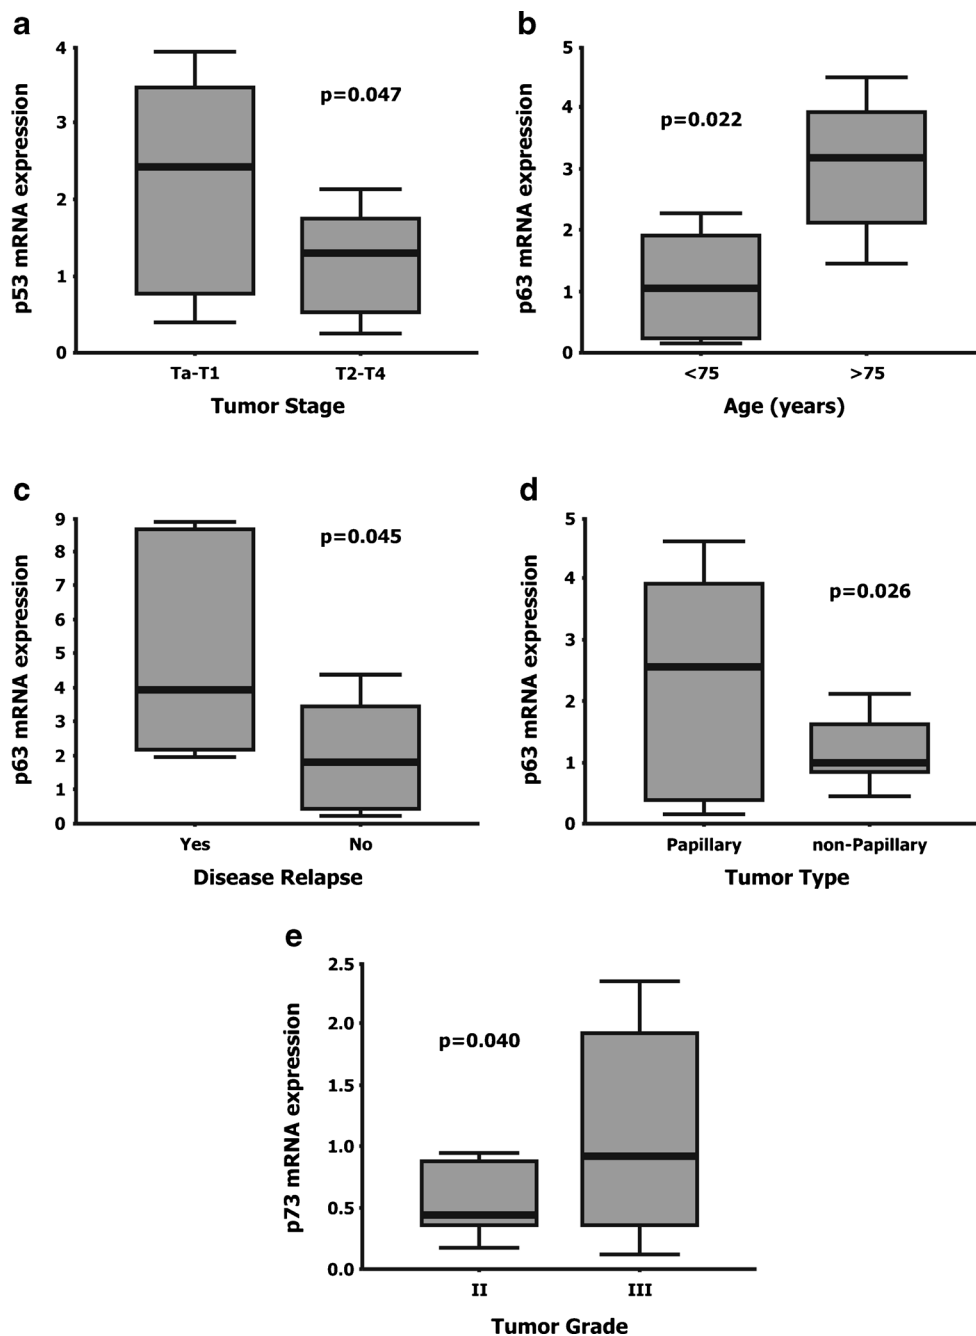 a
p53 mRNA expression
4
3
2
1
0
p=0.047
Ta-T1
T2-T4
Tumor Stage
b
p63 mRNA expression
5
4
3
2
1
0
p=0.022
<75
>75
Age (years)
c
p63 mRNA expression
9
8
7
6
5
4
3
2
1
0
p=0.045
Yes
No
Disease Relapse
d
p63 mRNA expression
5
4
3
2
1
0
p=0.026
Papillary
non-Papillary
Tumor Type
e
p73 mRNA expression
2.5
2.0
1.5
1.0
0.5
0.0
p=0.040
II
III
Tumor Grade